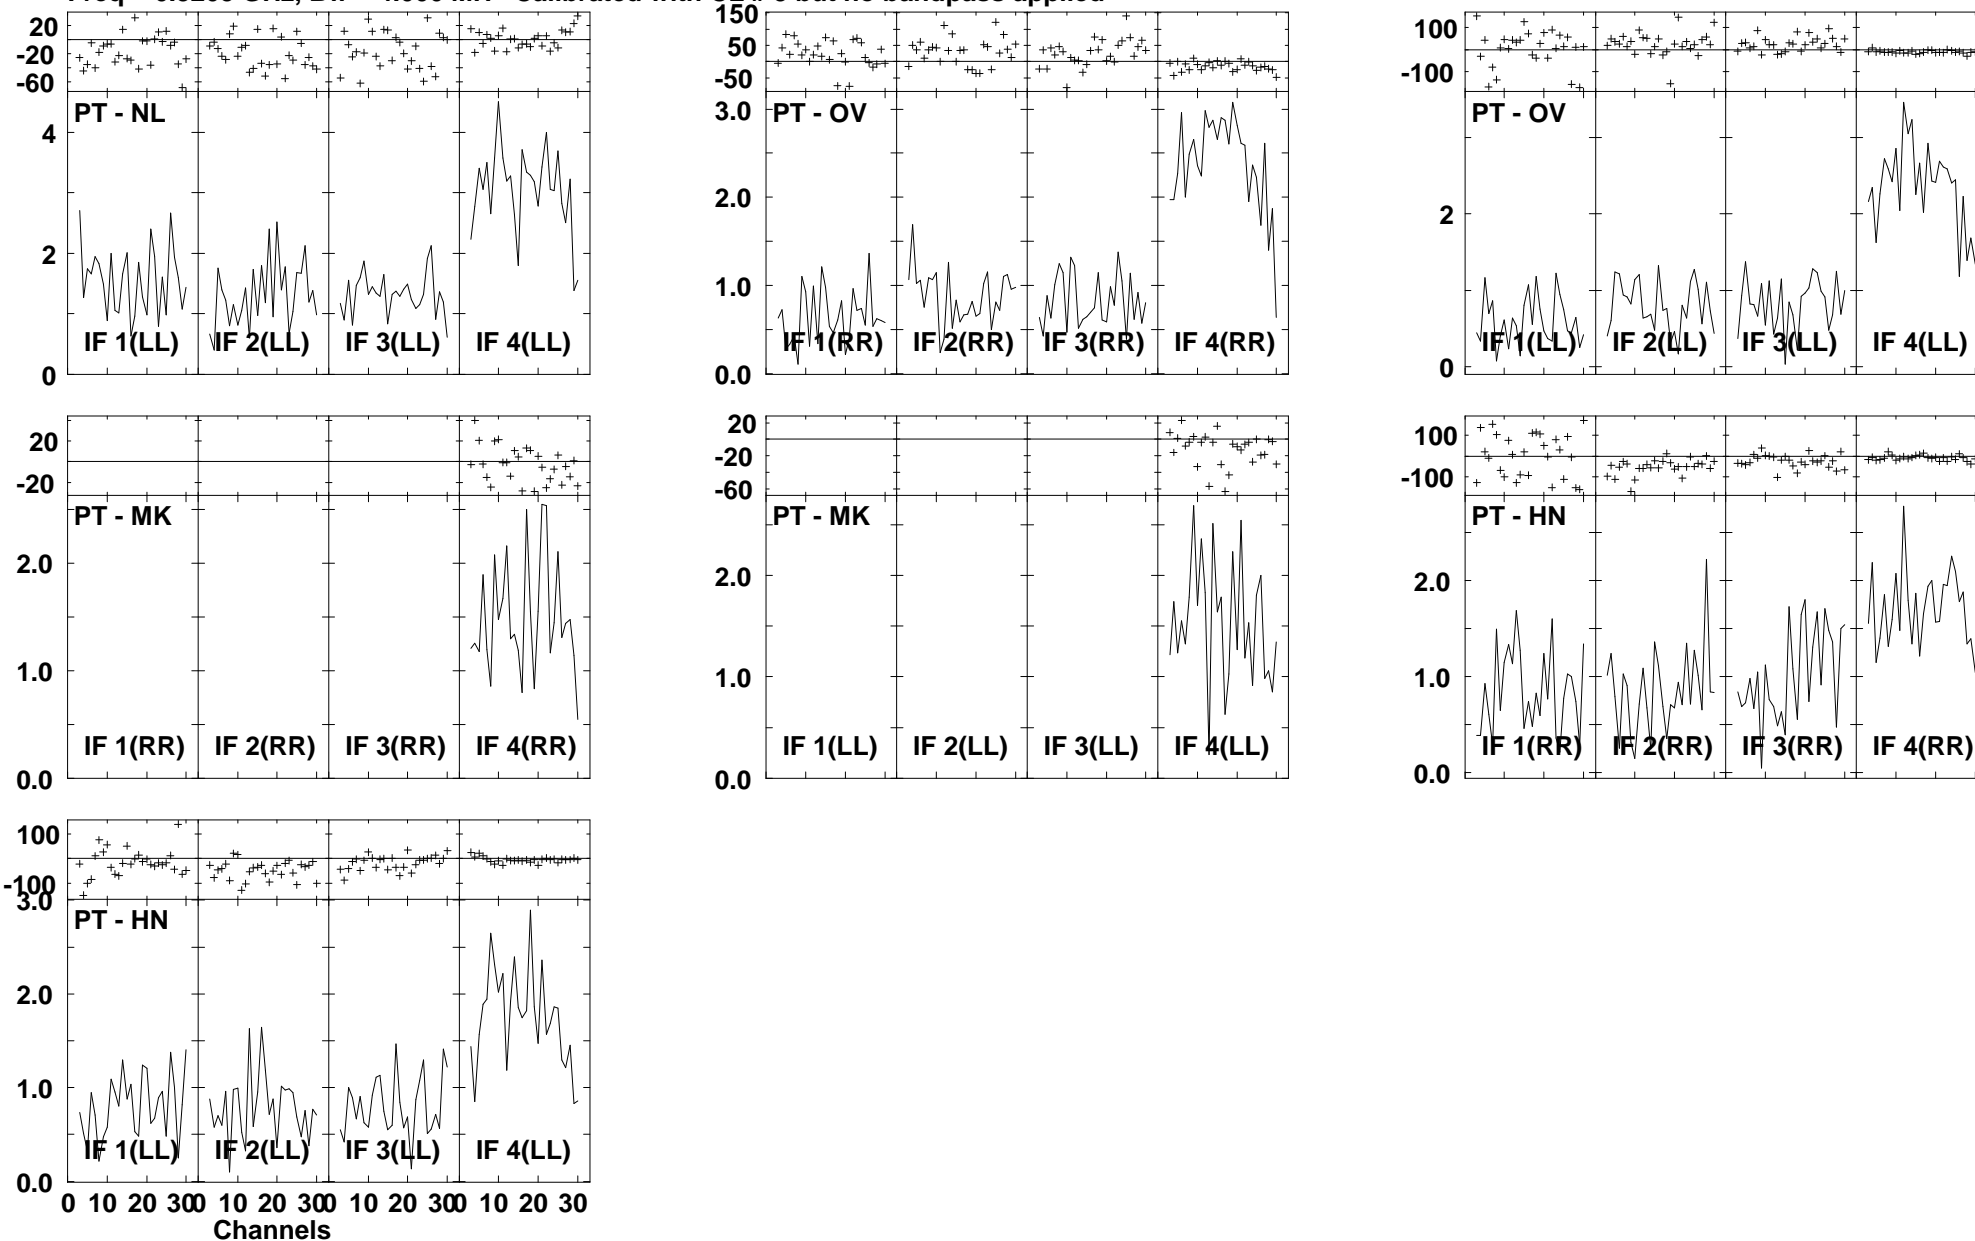 Calibrated with CL # but no bandpass applied
20
-20
-60
150
50
-50
100
-100
PT - NL
PT - OV
PT - OV
4
2
0
3.0
2.0
1.0
0.0
2
0
IF 1(LL) IF 2(LL) IF 3(LL) IF 4(LL)
IF 1(RR) IF 2(RR) IF 3(RR) IF 4(RR)
IF 1(LL) IF 2(LL) IF 3(LL) IF 4(LL)
20
-20
20
-20
-60
100
-100
PT - MK
PT - MK
PT - HN
2.0
1.0
0.0
2.0
1.0
0.0
2.0
1.0
0.0
IF 1(RR) IF 2(RR) IF 3(RR) IF 4(RR)
IF 1(LL) IF 2(LL) IF 3(LL) IF 4(LL)
IF 1(RR) IF 2(RR) IF 3(RR) IF 4(RR)
100
-100
3.0
PT - HN
2.0
1.0
0.0
IF 1(LL) IF 2(LL) IF 3(LL) IF 4(LL)
0 10 20 30 0 10 20 30 0 10 20 30 0 10 20 30
Channels